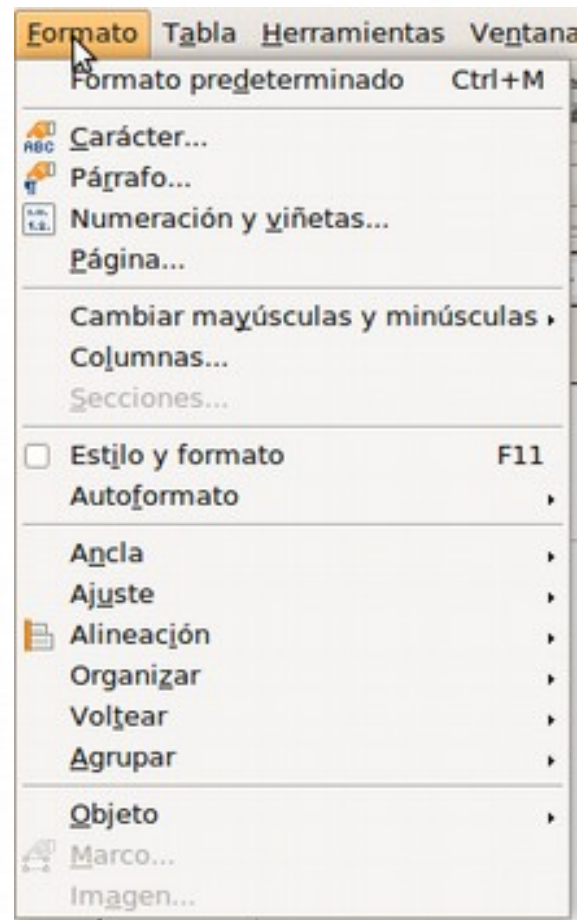 Formato Tabla Herramientas Ventana
Formato predeterminado Ctrl+M
ABC Carácter...
Párrafo...
Numeración y viñetas...
Página...
Cambiar mayúsculas y minúsculas
Columnas...
Secciones...
Estilo y formato F11
Autoformato
Ancla
Ajuste
Alineación
Organizar
Voltear
Agrupar
Objeto
Marco...
Imagen...